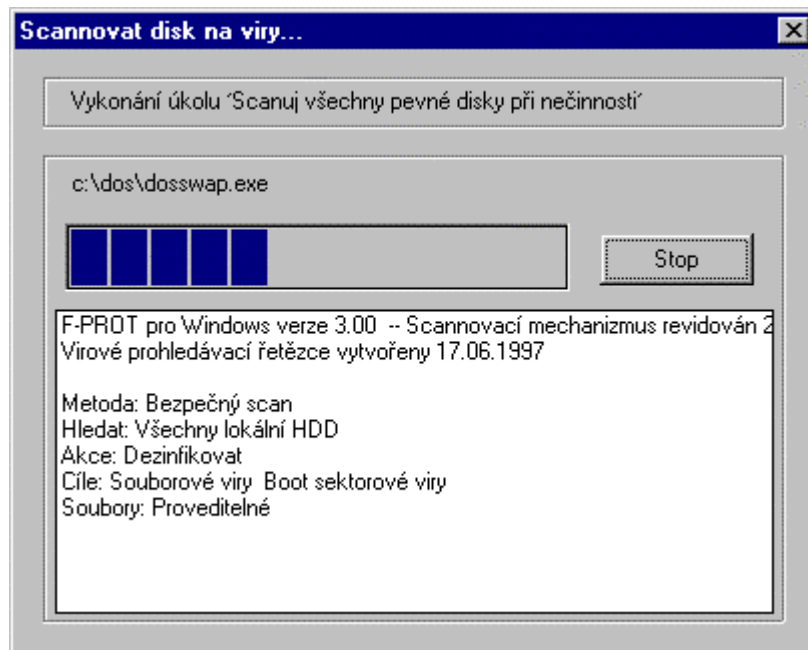 Scannovat disk na viry...
Vykonání úkolu ´Scanuj všechny pevné disky při nečinnosti´
c:\dos\dosswap.exe
Stop
F-PROT pro Windows verze 3.00 -- Scannovací mechanizmus revidován 2
Virové prohledávací řetězce vytvořeny 17.06.1997
Metoda: Bezpečný scan
Hledat: Všechny lokální HDD
Akce: Dezinfikovat
Cíle: Souborové viry Boot sektorové viry
Soubory: Proveditelné